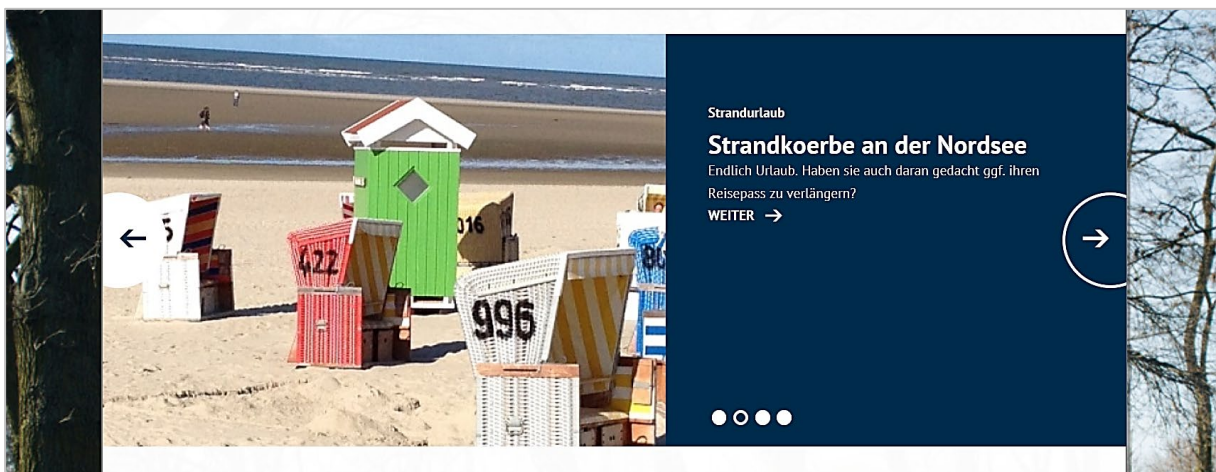 Strandurlaub
Strandkoerbe an der Nordsee
Endlich Urlaub. Haben sie auch daran gedacht ggf. ihren
Reisepass zu verlängern?
WEITER
5
016
422
996